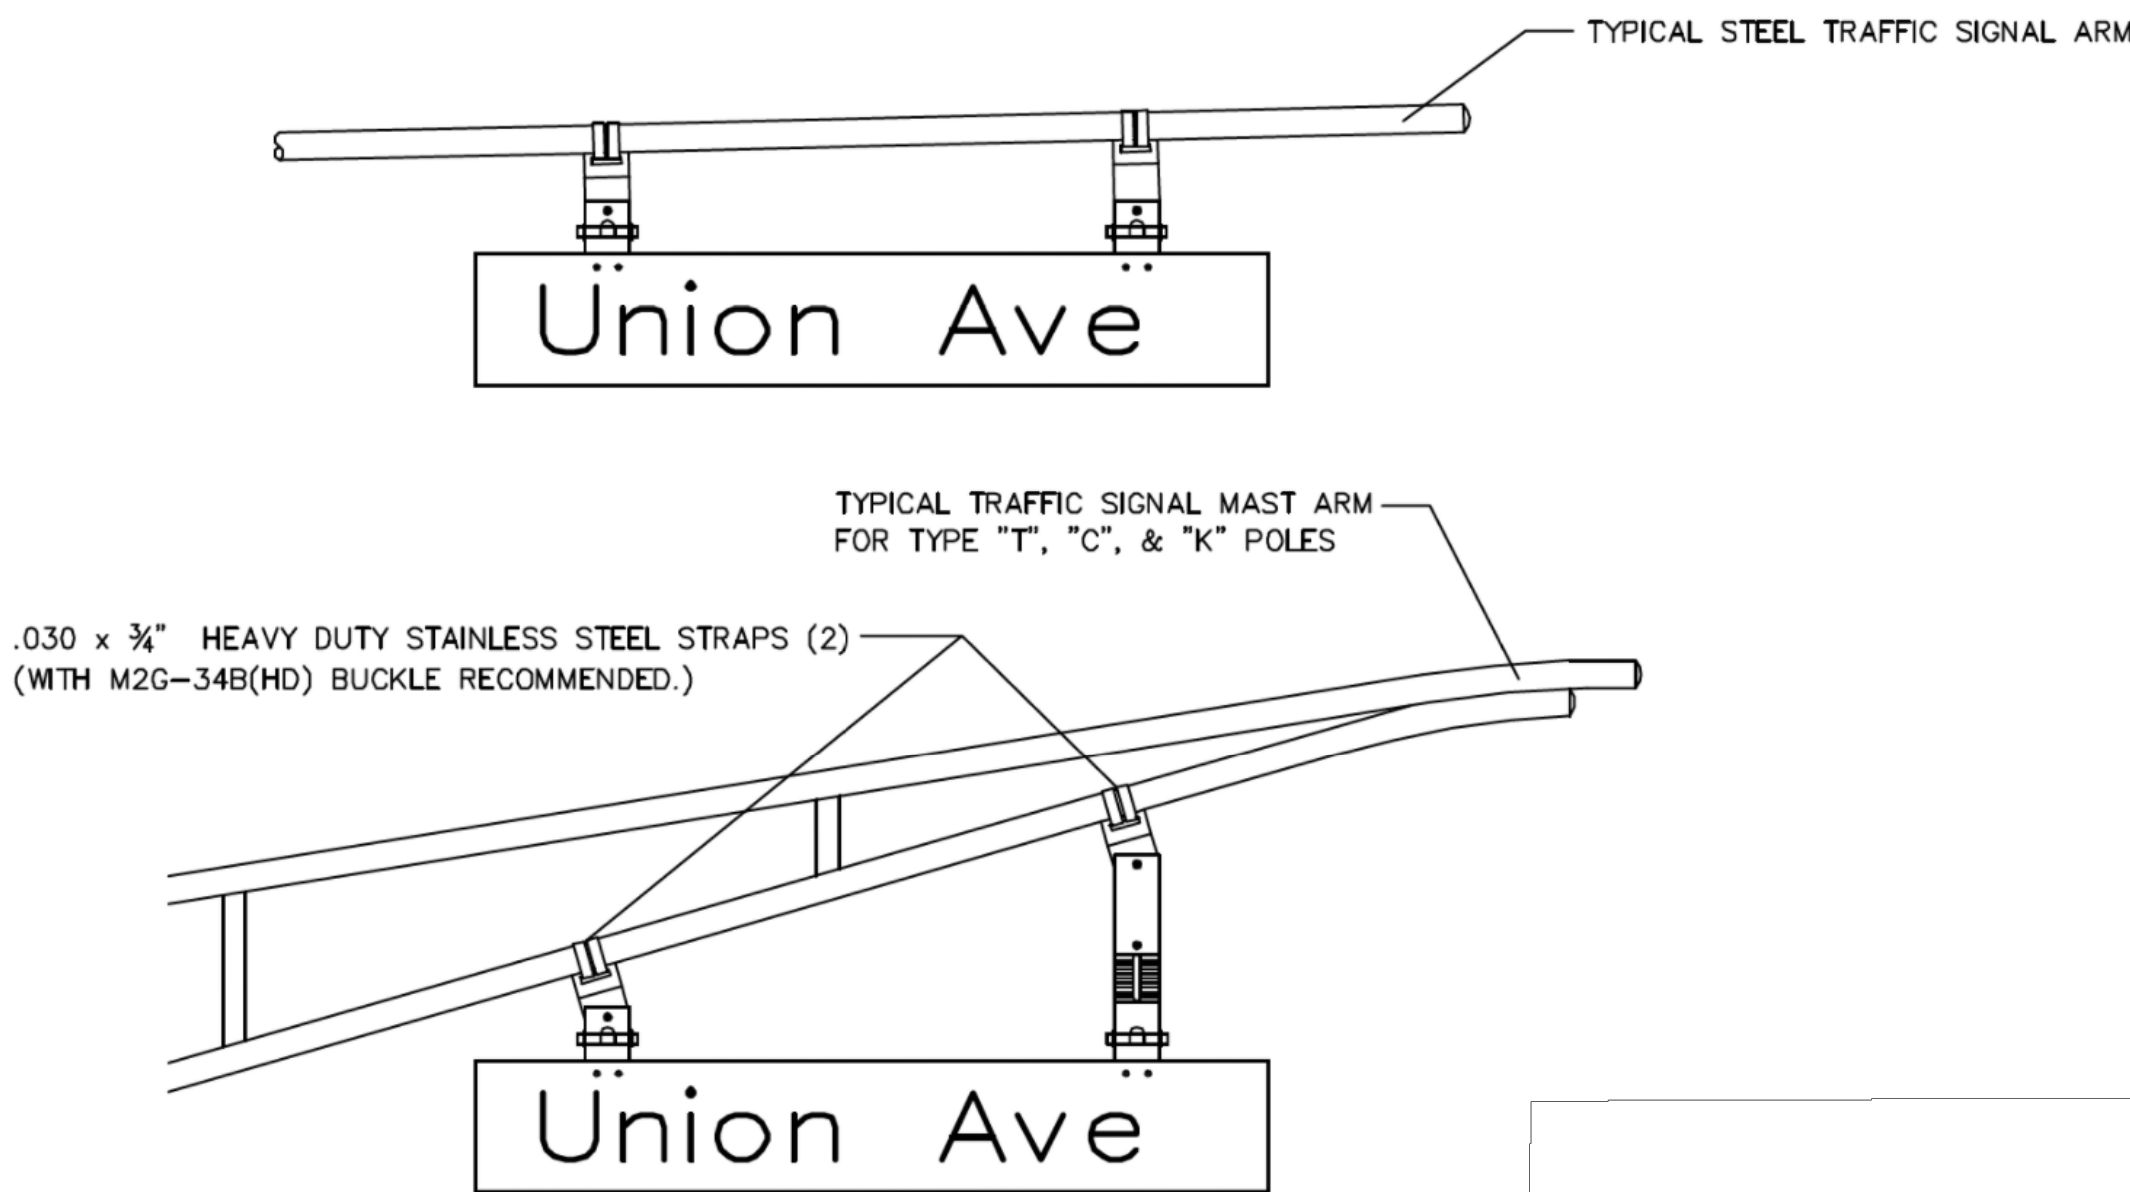 TYPICAL STEEL TRAFFIC SIGNAL ARM
Union Ave
TYPICAL TRAFFIC SIGNAL MAST ARM
FOR TYPE "T", "C", & "K" POLES
.030 x ¾" HEAVY DUTY STAINLESS STEEL STRAPS (2)
(WITH M2G-34B(HD) BUCKLE RECOMMENDED.)
Union Ave